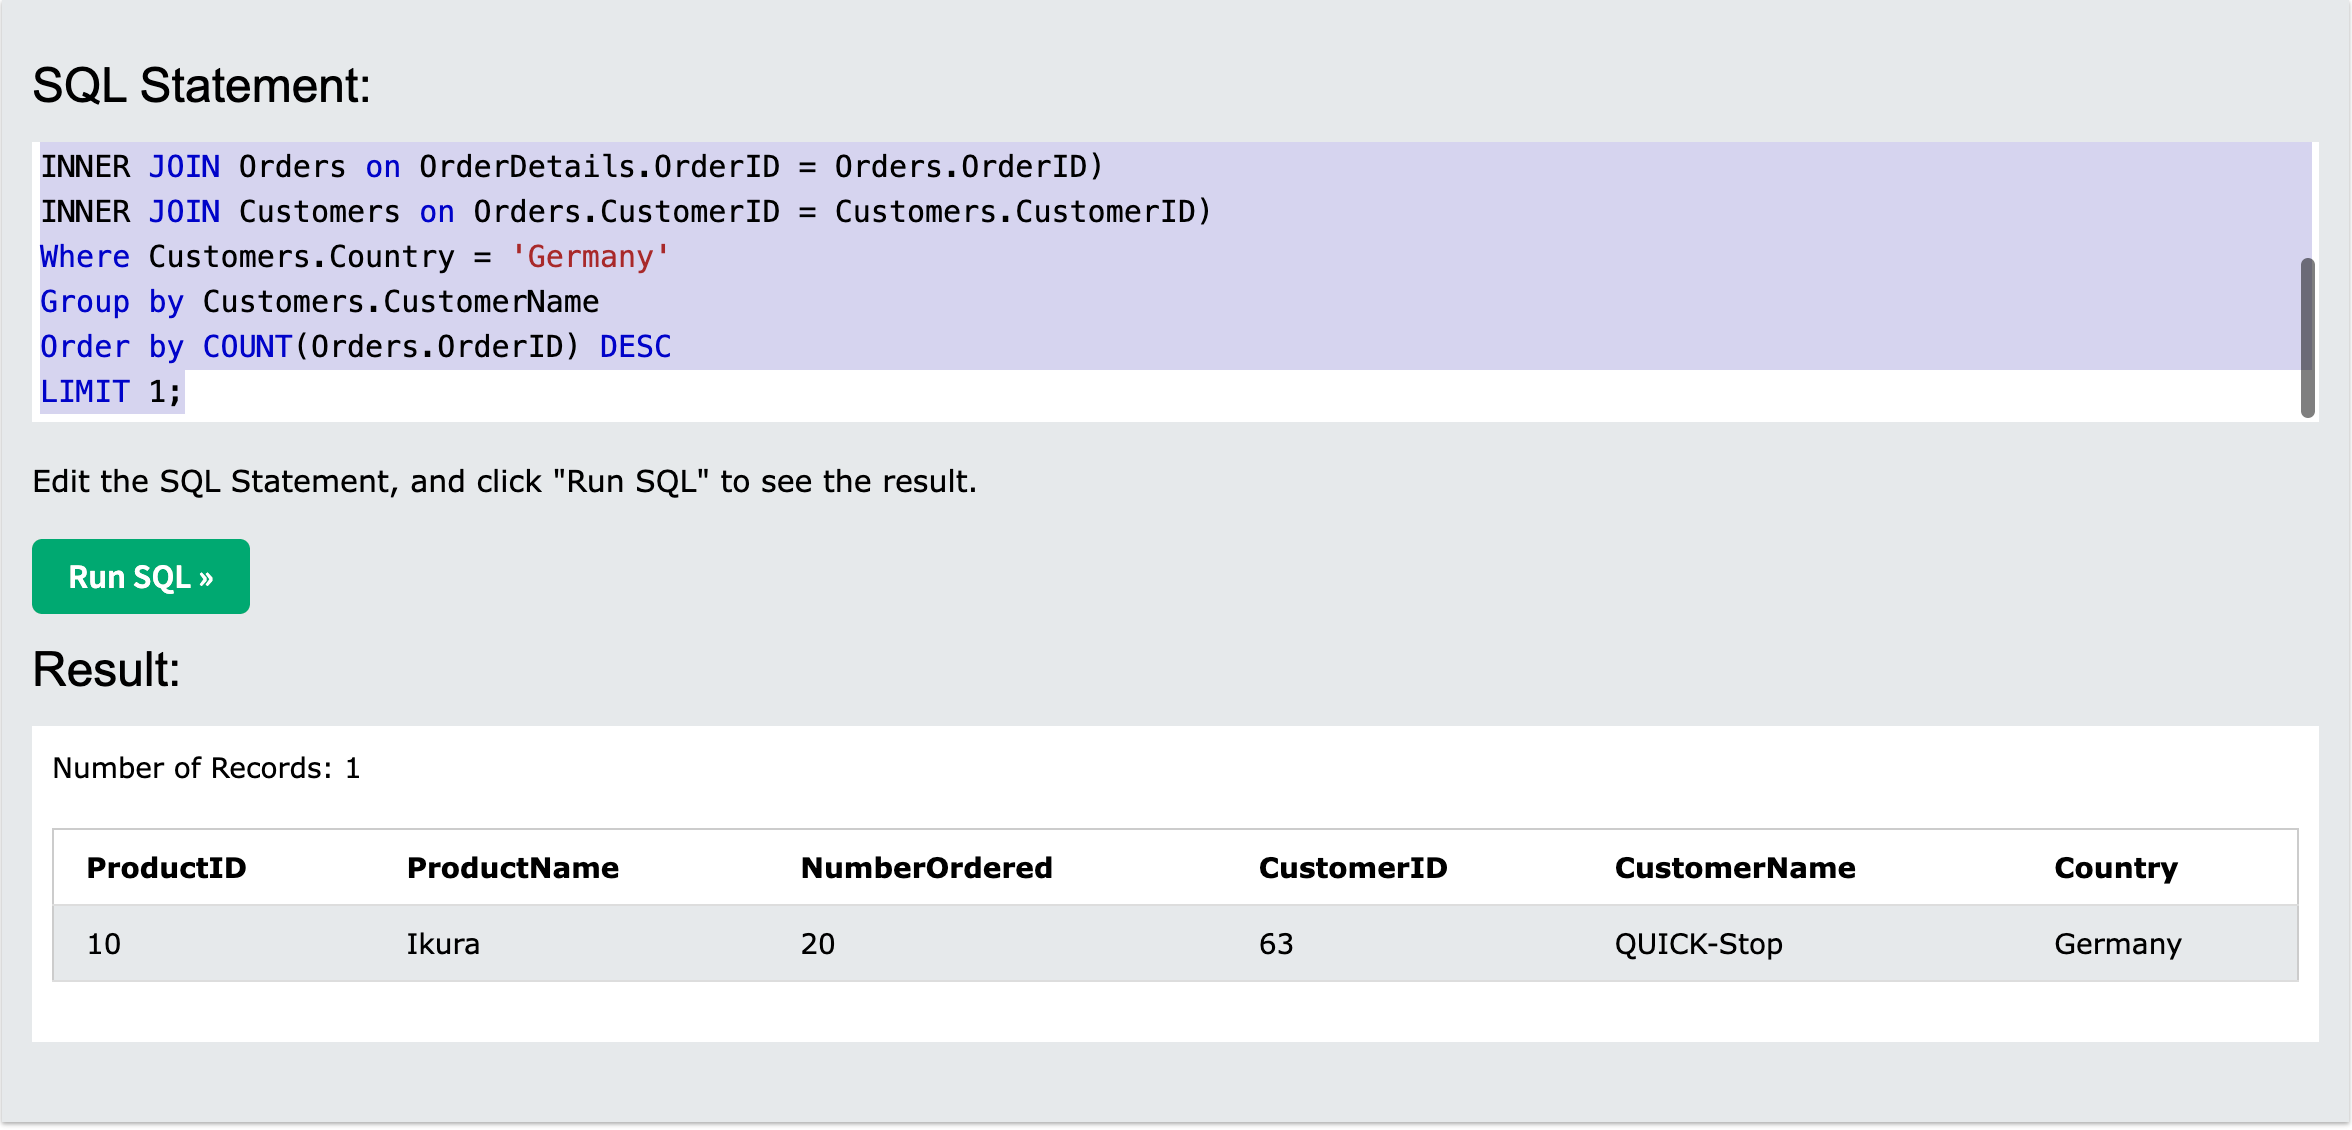 SQL Statement:
INNER JOIN Orders on OrderDetails.OrderID = Orders.OrderID)
INNER JOIN Customers on Orders.CustomerID = Customers.CustomerID)
Where Customers.Country = 'Germany'
Group by Customers.CustomerName
Order by COUNT(Orders.OrderID) DESC
LIMIT 1;
Edit the SQL Statement, and click "Run SQL" to see the result.
Run SQL »
Result:
Number of Records: 1
ProductID ProductName NumberOrdered CustomerID CustomerName Country
10 Ikura 20 63 QUICK-Stop Germany